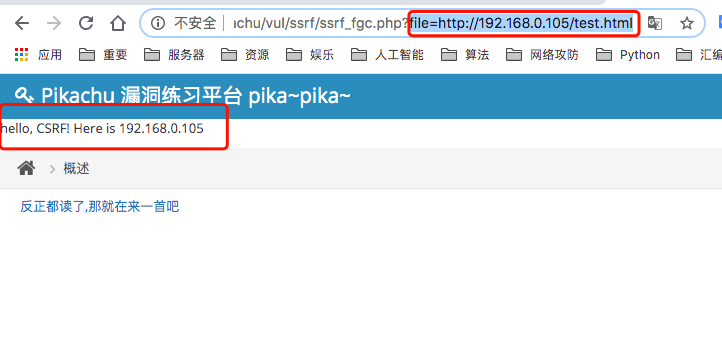 不安全 achu/vul/ssrf/ssrf_fgc.php?file=http://192.168.0.105/test.html
应用 重要 服务器 资源 娱乐 人工智能 算法 网络攻防 Python 汇编
Pikachu 漏洞练习平台 pika~pika~
hello, CSRF! Here is 192.168.0.105
概述
反正都读了,那就在来一首吧